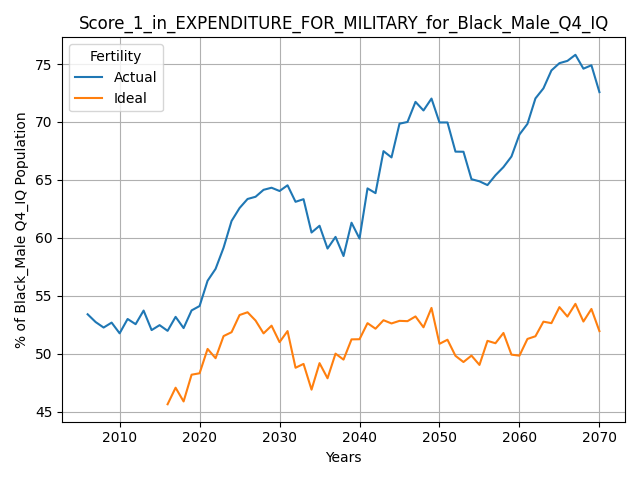 Score_1_in_EXPENDITURE_FOR_MILITARY_for_Black_Male_Q4_IQ
Fertility
Actual
Ideal
75
70
65
60
55
50
45
% of Black_Male Q4_IQ Population
2010 2020 2030 2040 2050 2060 2070
Years